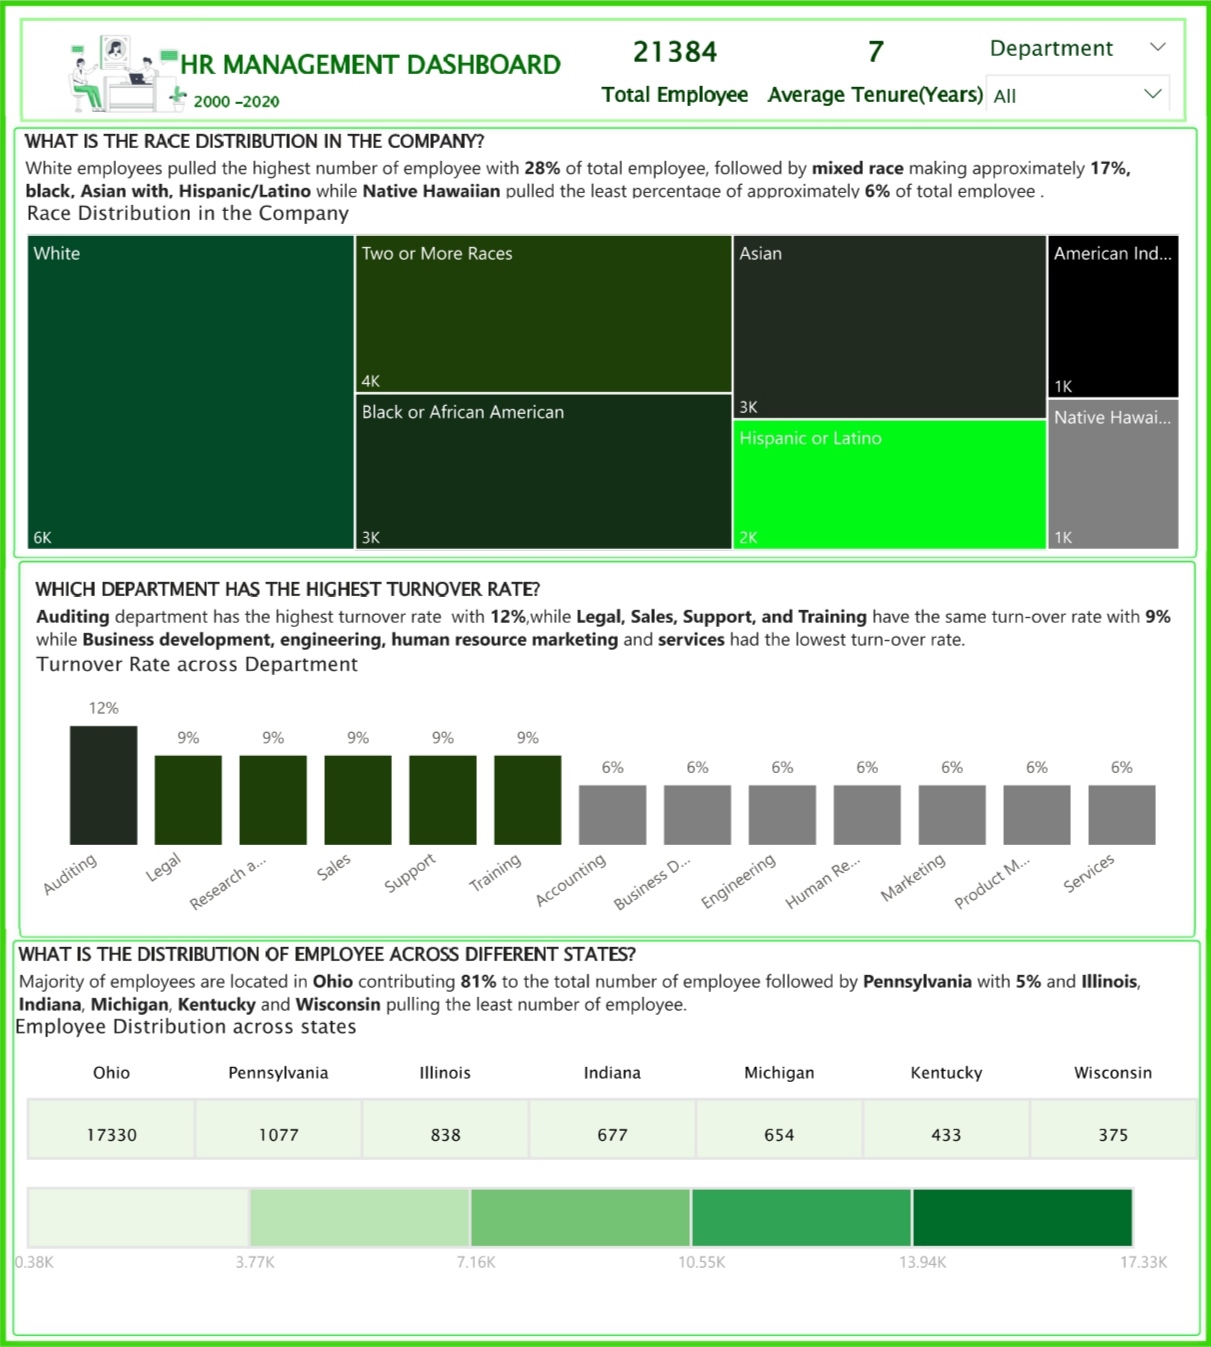 HR MANAGEMENT DASHBOARD
2000 –2020
21384
Total Employee
7
Average Tenure(Years)
Department
All
WHAT IS THE RACE DISTRIBUTION IN THE COMPANY?
White employees pulled the highest number of employee with 28% of total employee, followed by mixed race making approximately 17%,
black, Asian with, Hispanic/Latino while Native Hawaiian pulled the least percentage of approximately 6% of total employee .
Race Distribution in the Company
White
6K
Two or More Races
4K
Black or African American
3K
Asian
3K
Hispanic or Latino
2K
American Ind...
1K
Native Hawai...
1K
WHICH DEPARTMENT HAS THE HIGHEST TURNOVER RATE?
Auditing department has the highest turnover rate with 12%,while Legal, Sales, Support, and Training have the same turn-over rate with 9%
while Business development, engineering, human resource marketing and services had the lowest turn-over rate.
Turnover Rate across Department
12% 9% 9% 9% 9% 9% 6% 6% 6% 6% 6% 6% 6%
Auditing Legal Research a... Sales Support Training Accounting Business D... Engineering Human Re... Marketing Product M... Services
WHAT IS THE DISTRIBUTION OF EMPLOYEE ACROSS DIFFERENT STATES?
Majority of employees are located in Ohio contributing 81% to the total number of employee followed by Pennsylvania with 5% and Illinois,
Indiana, Michigan, Kentucky and Wisconsin pulling the least number of employee.
Employee Distribution across states
Ohio Pennsylvania Illinois Indiana Michigan Kentucky Wisconsin
17330 1077 838 677 654 433 375
0.38K 3.77K 7.16K 10.55K 13.94K 17.33K